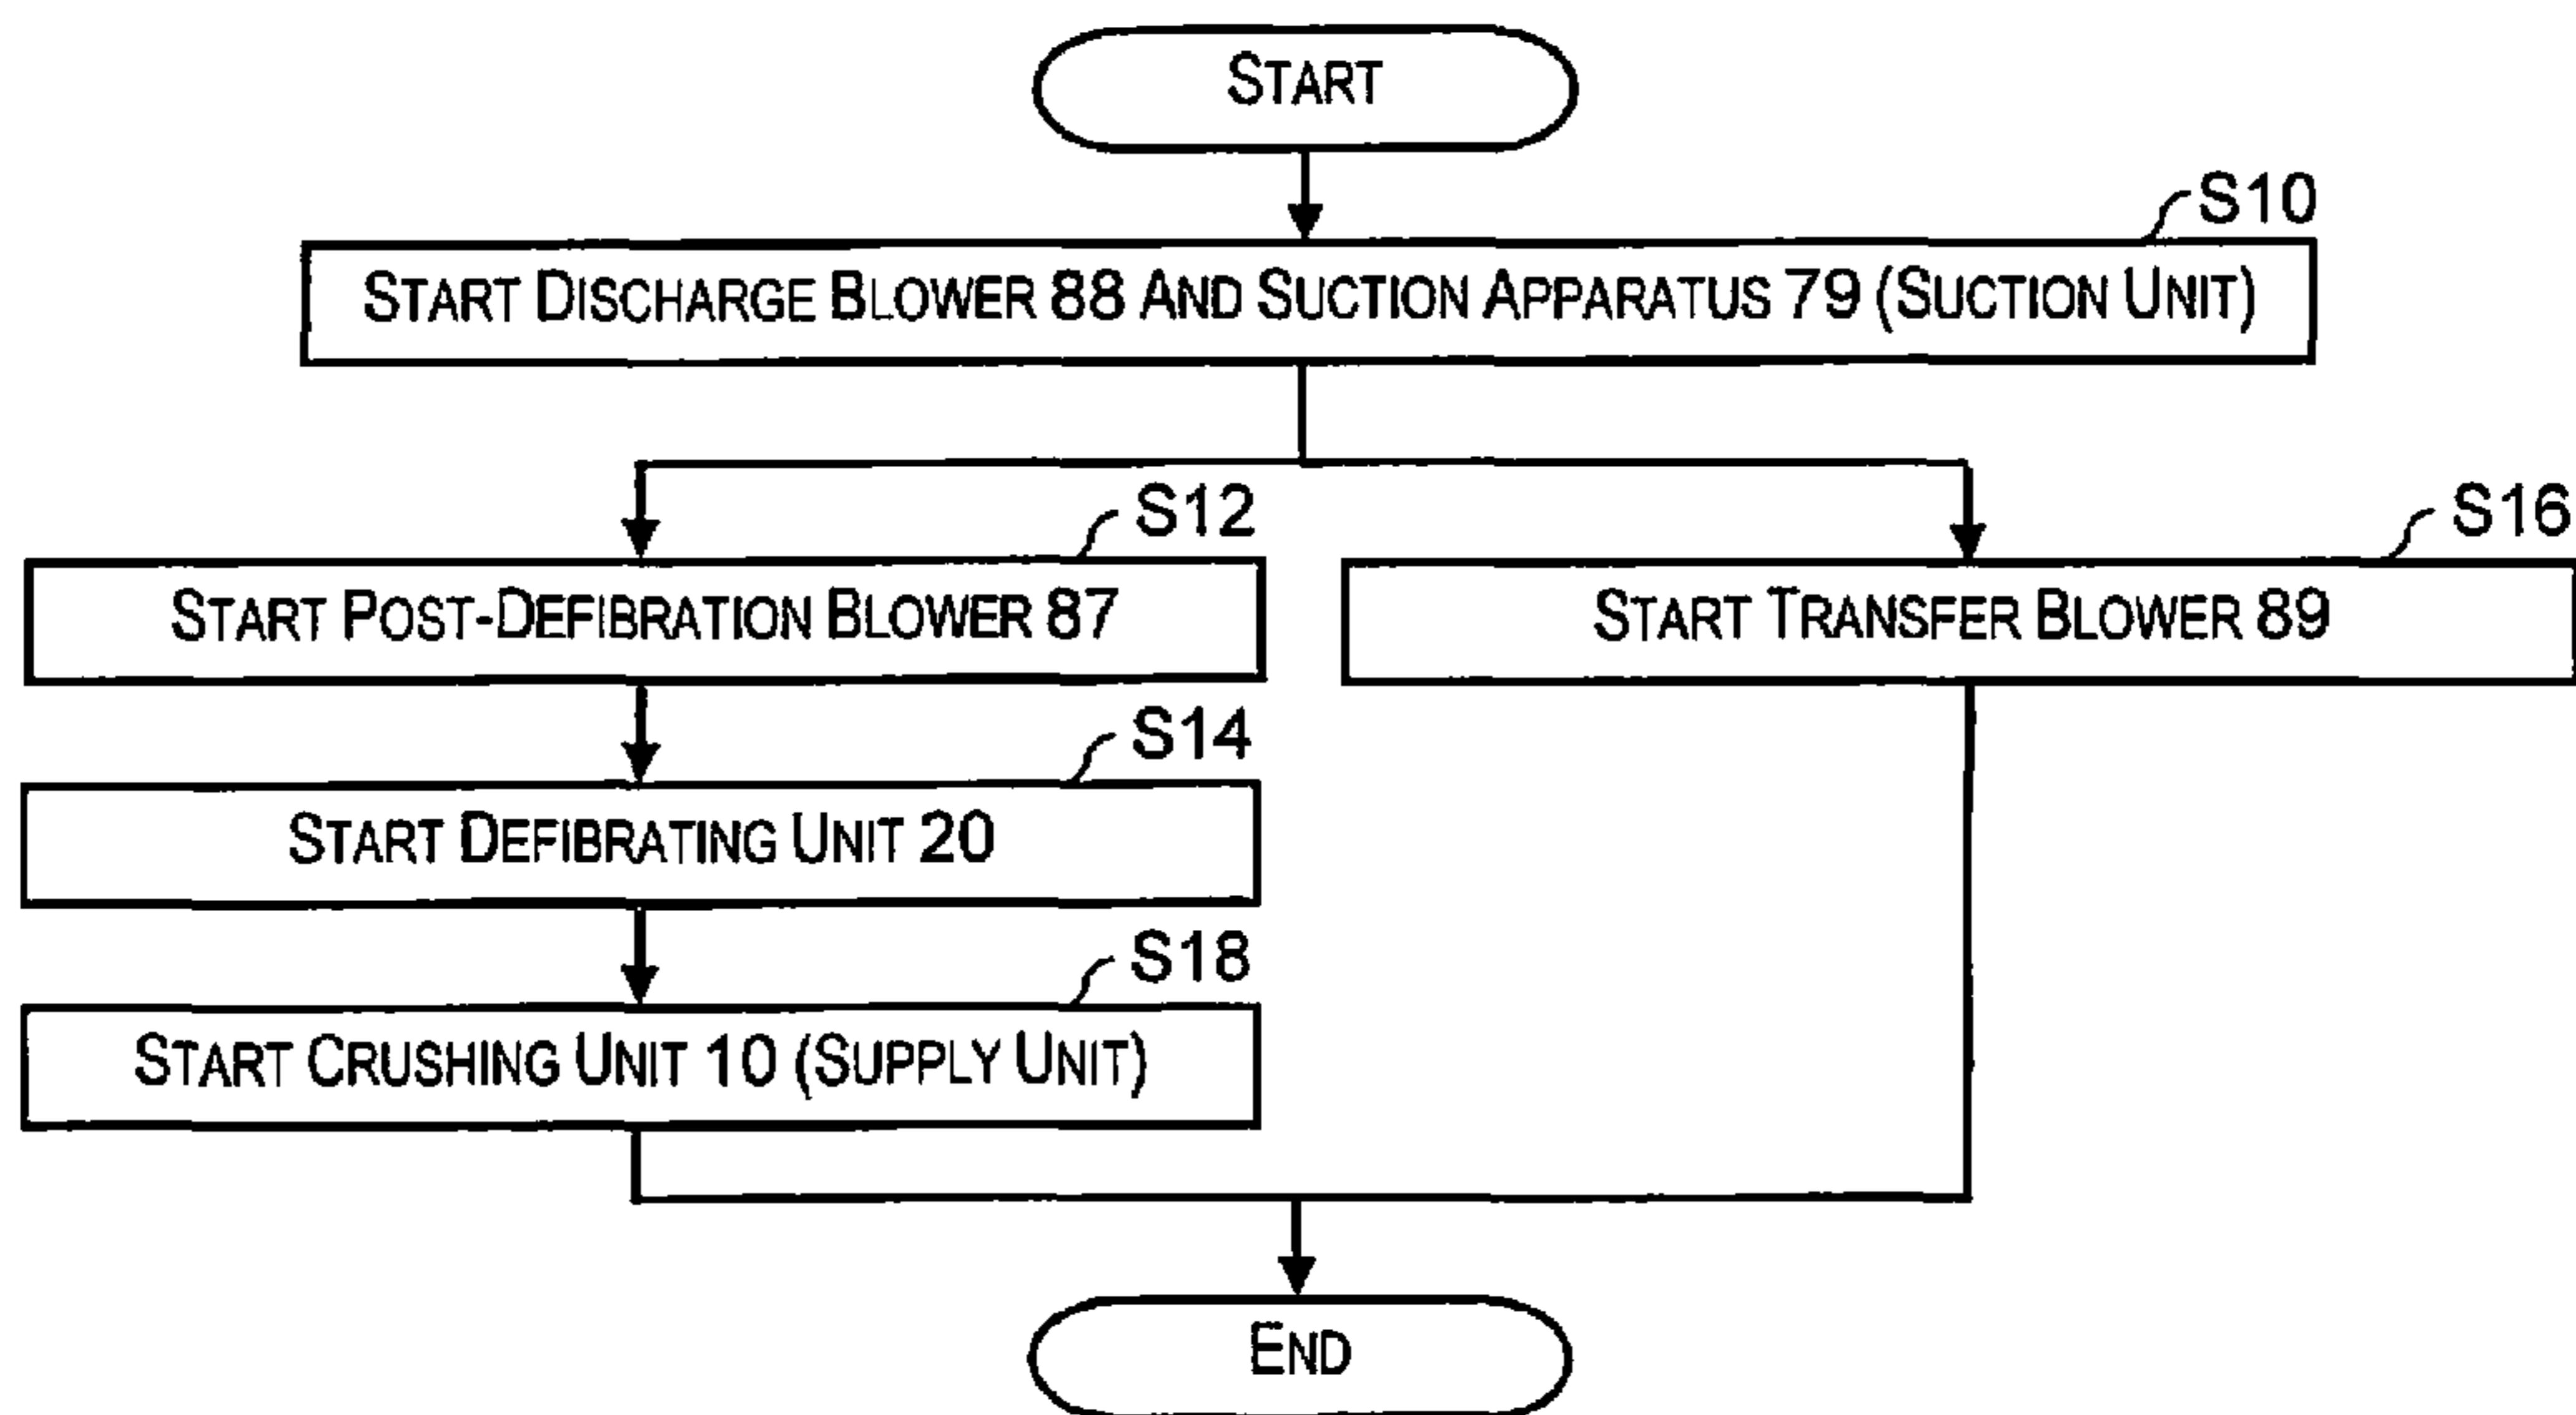 START
S10
START DISCHARGE BLOWER 88 AND SUCTION APPARATUS 79 (SUCTION UNIT)
S12
START POST-DEFIBRATION BLOWER 87
S16
START TRANSFER BLOWER 89
S14
START DEFIBRATING UNIT 20
S18
START CRUSHING UNIT 10 (SUPPLY UNIT)
END